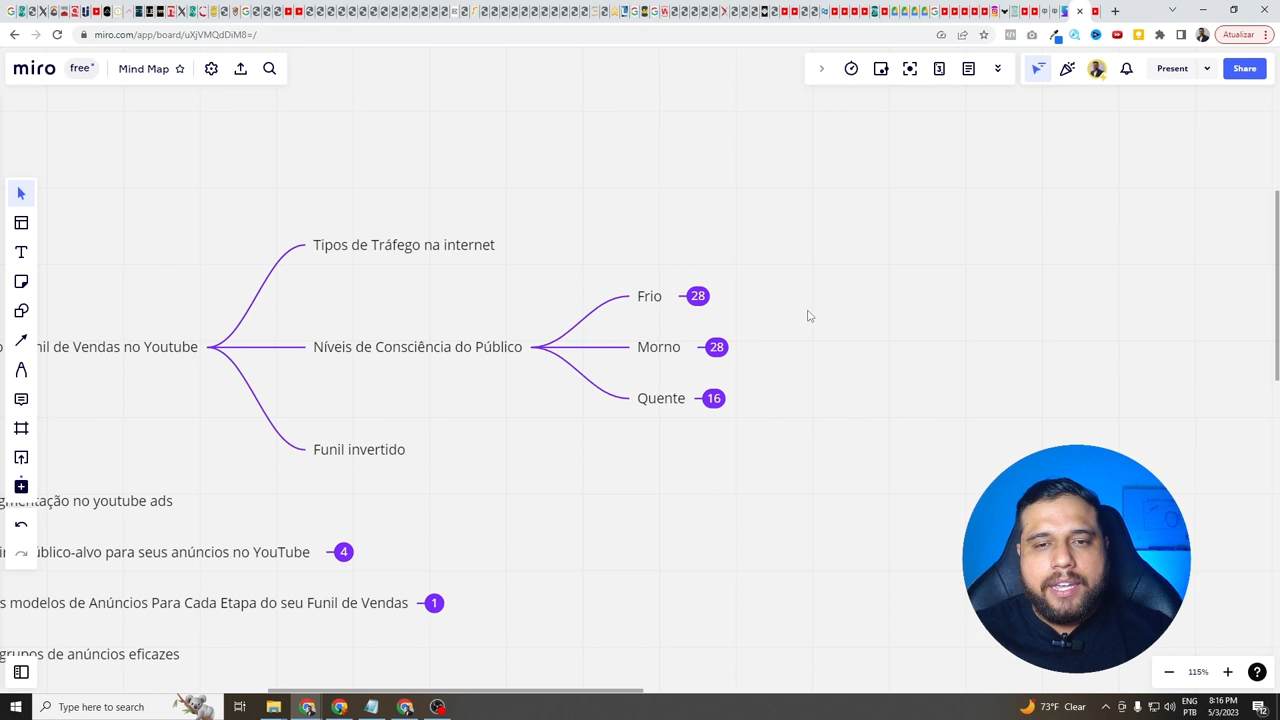 miro.com/app/board/uXjVMQdDiM8=/
Atualizar
miro
free
Mind Map
Present
Share
Tipos de Tráfego na internet
Frio
28
nil de Vendas no Youtube
Níveis de Consciência do Público
Morno
28
Quente
16
Funil invertido
gmentação no youtube ads
úblico-alvo para seus anúncios no YouTube
4
s modelos de Anúncios Para Cada Etapa do seu Funil de Vendas
1
grupos de anúncios eficazes
115%
Type here to search
73°F Clear
ENG
PTB
8:16 PM
5/3/2023
12